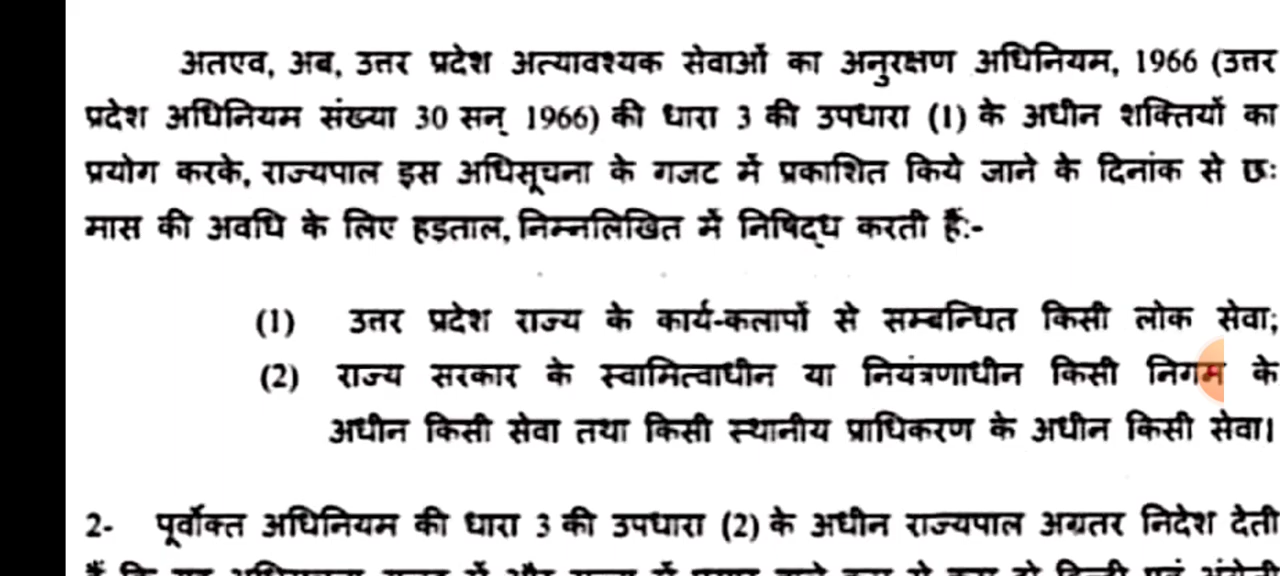 अतएव, अब, उत्तर प्रदेश अत्यावश्यक सेवाओं का अनुरक्षण अधिनियम, 1966 (उत्तर
प्रदेश अधिनियम संख्या 30 सन् 1966) की धारा 3 की उपधारा (1) के अधीन शक्तियों का
प्रयोग करके, राज्यपाल इस अधिसूचना के गजट में प्रकाशित किये जाने के दिनांक से छः
मास की अवधि के लिए हड़ताल, निम्नलिखित में निषिद्ध करती हैं:-
(1) उत्तर प्रदेश राज्य के कार्य-कलापों से सम्बन्धित किसी लोक सेवा;
(2) राज्य सरकार के स्वामित्वाधीन या नियंत्रणाधीन किसी निगम के
अधीन किसी सेवा तथा किसी स्थानीय प्राधिकरण के अधीन किसी सेवा।
2- पूर्वोक्त अधिनियम की धारा 3 की उपधारा (2) के अधीन राज्यपाल अग्रतर निदेश देती